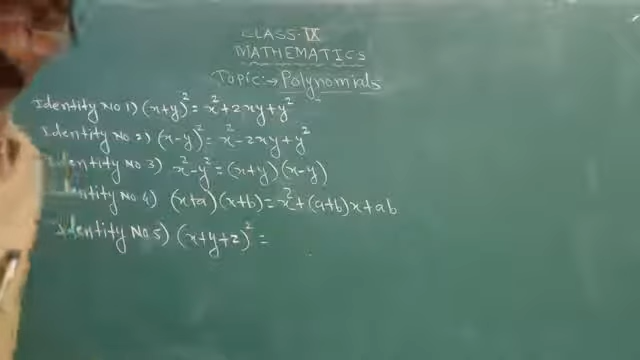 CLASS-IX
MATHEMATICS
Topic:→ Polynomials
Identity No 1) (x+y)² = x²+2xy+y²
Identity No 2) (x-y)² = x²-2xy+y²
Identity No 3) x²-y² = (x+y)(x-y)
Identity No 4) (x+a)(x+b) = x²+(a+b)x+ab
Identity No 5) (x+y+z)² =